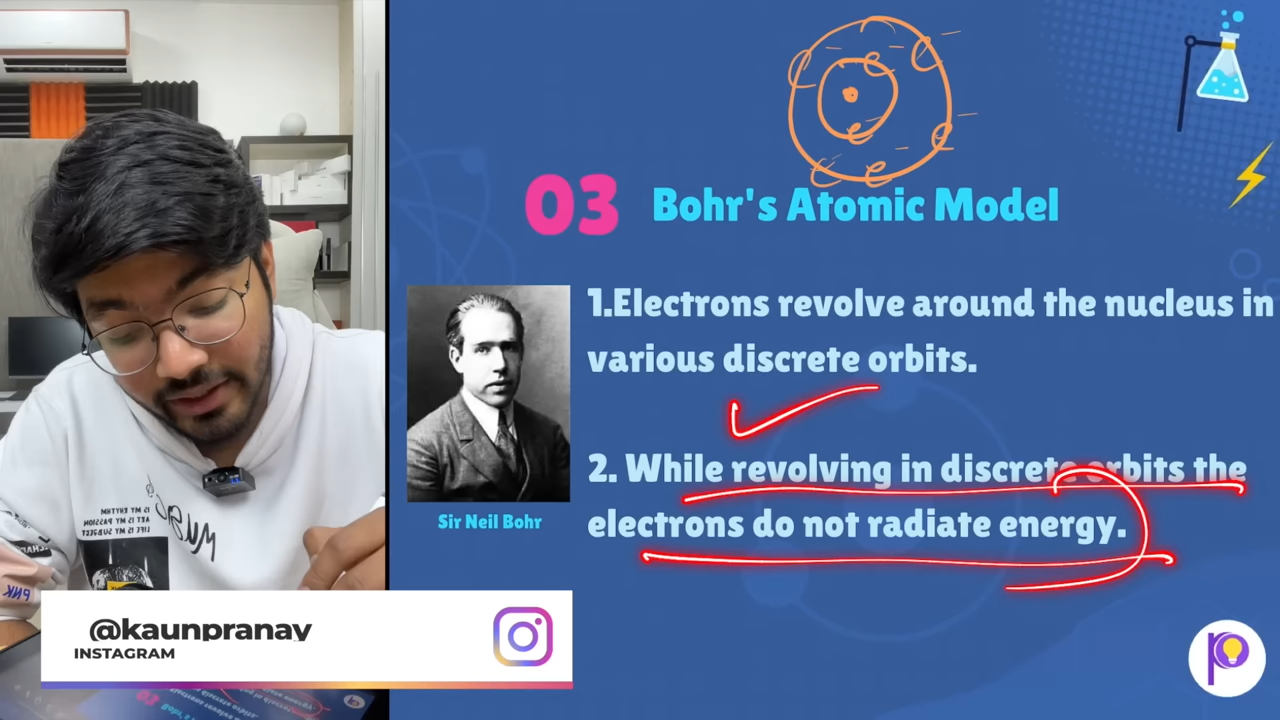 03 Bohr's Atomic Model
1.Electrons revolve around the nucleus in
various discrete orbits.
2. While revolving in discrete orbits the
electrons do not radiate energy.
Sir Neil Bohr
@kaunpranav
INSTAGRAM